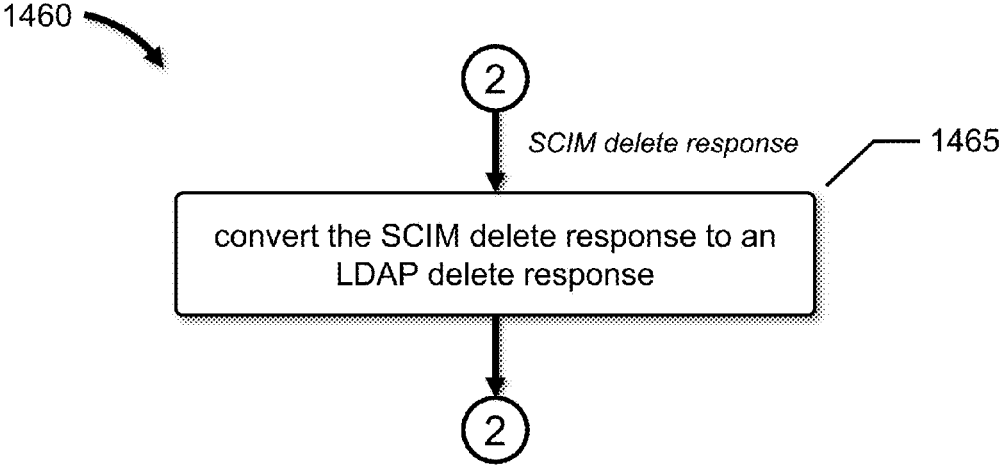 1460
2
SCIM delete response
1465
convert the SCIM delete response to an
LDAP delete response
2